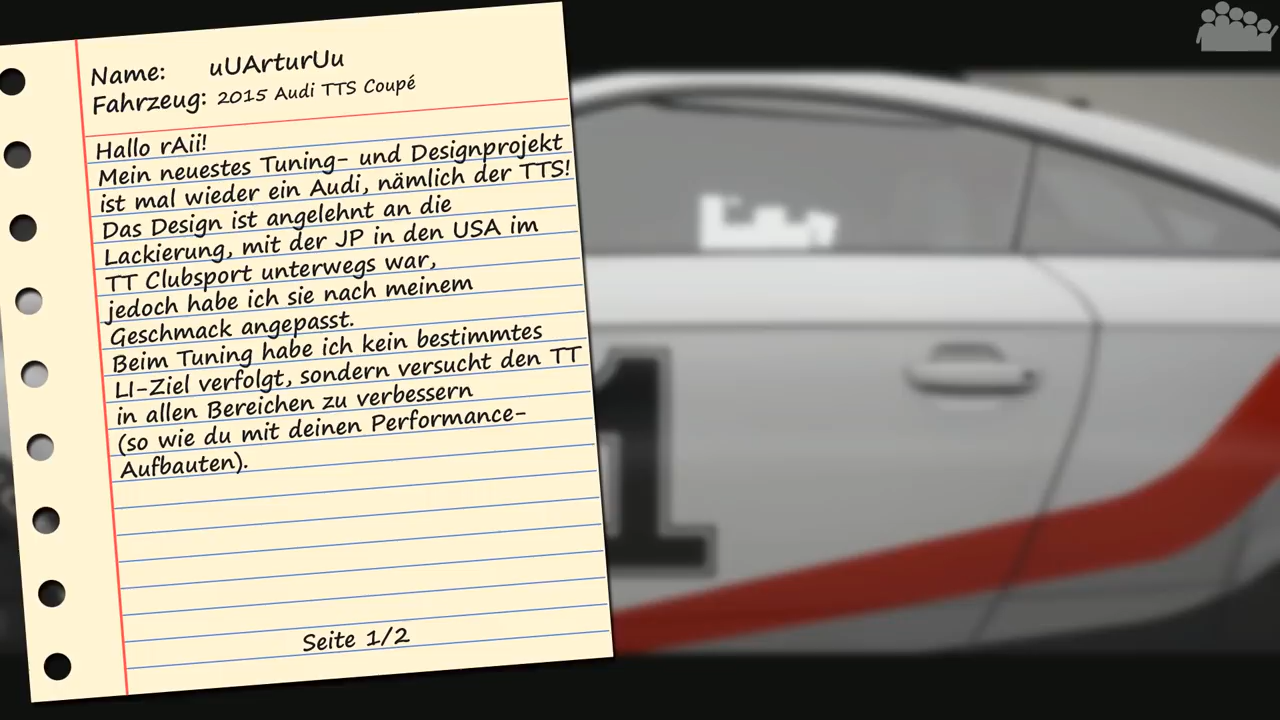 Name: uUArturUu
Fahrzeug: 2015 Audi TTS Coupé
Hallo rAii!
Mein neuestes Tuning- und Designprojekt
ist mal wieder ein Audi, nämlich der TTS!
Das Design ist angelehnt an die
Lackierung, mit der JP in den USA im
TT Clubsport unterwegs war,
jedoch habe ich sie nach meinem
Geschmack angepasst.
Beim Tuning habe ich kein bestimmtes
LI-Ziel verfolgt, sondern versucht den TT
in allen Bereichen zu verbessern
(so wie du mit deinen Performance-
Aufbauten).
Seite 1/2
1